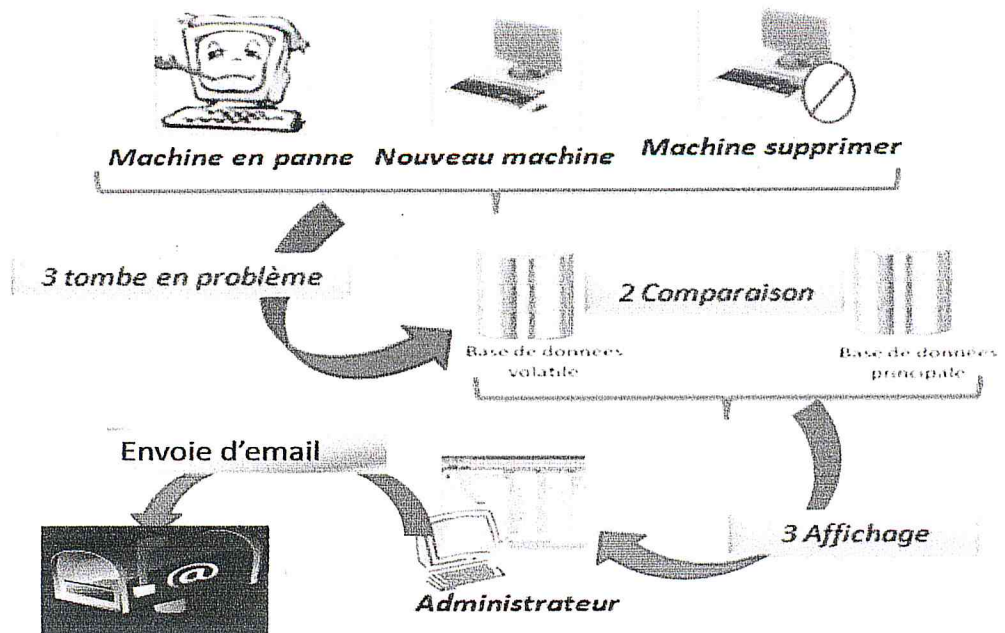 Machine en panne
Nouveau machine
Machine supprimer
3 tombe en problème
2 Comparaison
Base de données
volatile
Base de données
principale
Envoie d'email
3 Affichage
@
Administrateur